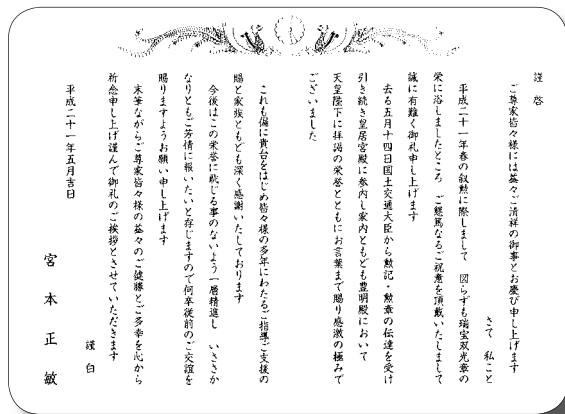 謹啓
ご尊家皆々様には益々ご清祥の御事とお慶び申し上げます
さて　私こと
平成二十一年春の叙勲に際しまして　図らずも瑞宝双光章の
栄に浴しましたところ　ご懇篤なるご祝意を頂戴いたしまして
誠に有難く御礼申し上げます
去る五月十四日国土交通大臣から勲記・勲章の伝達を受け
引き続き皇居宮殿に参内し家内ともども豊明殿において
天皇陛下に拝謁の栄誉とともにお言葉まで賜り感激の極みで
ございました
これも偏に貴台をはじめ皆々様の多年にわたるご指導ご支援の
賜と家族ともども深く感謝いたしております
今後はこの栄誉に恥じる事のないよう一層精進し　いささか
なりともご芳情に報いたいと存じますので何卒従前のご交誼を
賜りますようお願い申し上げます
末筆ながらご尊家皆々様の益々のご健勝とご多幸を心から
祈念申し上げ謹んで御礼のご挨拶とさせていただきます
謹白
平成二十一年五月吉日
宮本正敏